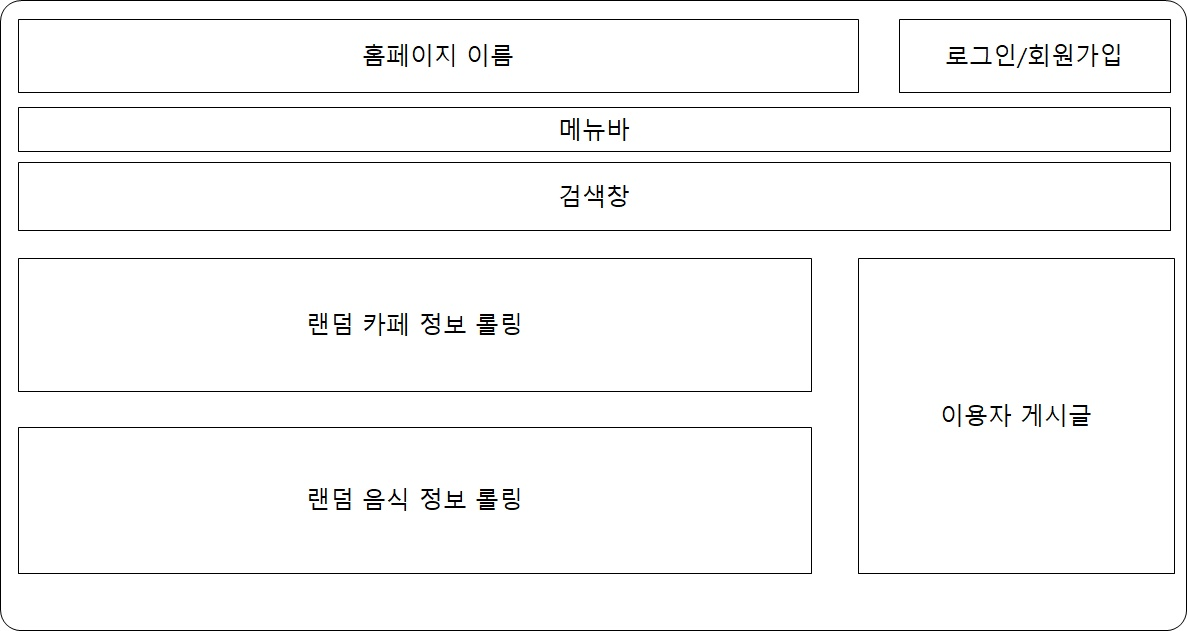 홈페이지 이름
로그인/회원가입
메뉴바
검색창
랜덤 카페 정보 롤링
이용자 게시글
랜덤 음식 정보 롤링